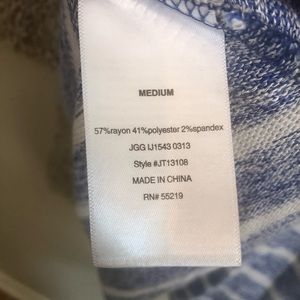 MEDIUM
57%rayon 41%polyester 2%spandex
JGG IJ1543 0313
Style #JT13108
MADE IN CHINA
RN# 55219